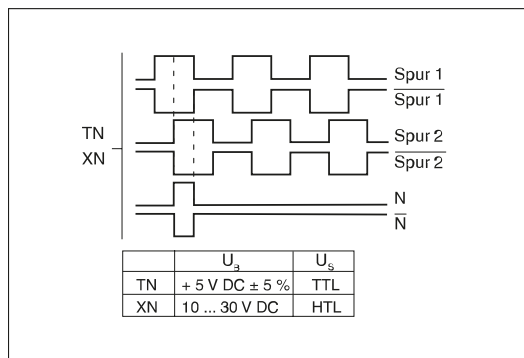 Spur 1
Spur 1
TN
XN
Spur 2
Spur 2
N
N
U_B U_S
TN + 5 V DC ± 5 % TTL
XN 10 ... 30 V DC HTL